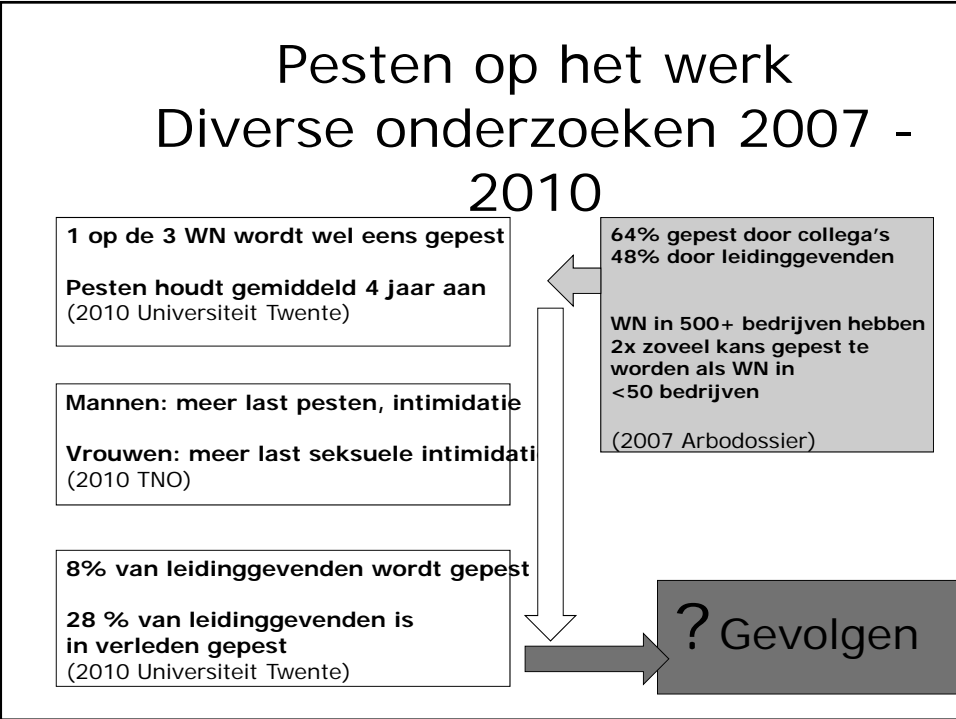 Pesten op het werk
Diverse onderzoeken 2007 -
2010
1 op de 3 WN wordt wel eens gepest
Pesten houdt gemiddeld 4 jaar aan
(2010 Universiteit Twente)
64% gepest door collega's
48% door leidinggevenden
WN in 500+ bedrijven hebben
2x zoveel kans gepest te
worden als WN in
<50 bedrijven
(2007 Arbodossier)
Mannen: meer last pesten, intimidatie
Vrouwen: meer last seksuele intimidati
(2010 TNO)
8% van leidinggevenden wordt gepest
28 % van leidinggevenden is
in verleden gepest
(2010 Universiteit Twente)
? Gevolgen